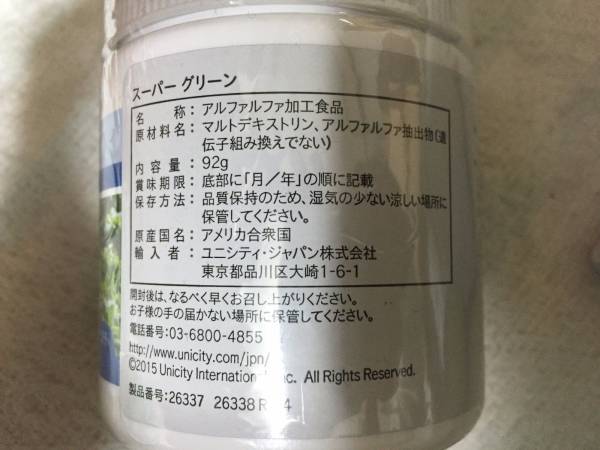 スーパー グリーン
名　　称：アルファルファ加工食品
原材料名：マルトデキストリン、アルファルファ抽出物（遺
伝子組み換えでない）
内容量：92g
賞味期限：底部に「月／年」の順に記載
保存方法：品質保持のため、湿気の少ない涼しい場所に
保管してください。
原産国名：アメリカ合衆国
輸入者：ユニシティ・ジャパン株式会社
東京都品川区大崎1-6-1
開封後は、なるべく早くお召し上がりください。
お子様の手の届かない場所に保管してください。
電話番号：03-6800-4855
http://www.unicity.com/jpn/
©2015 Unicity International, Inc. All Rights Reserved.
製品番号：26337 26338